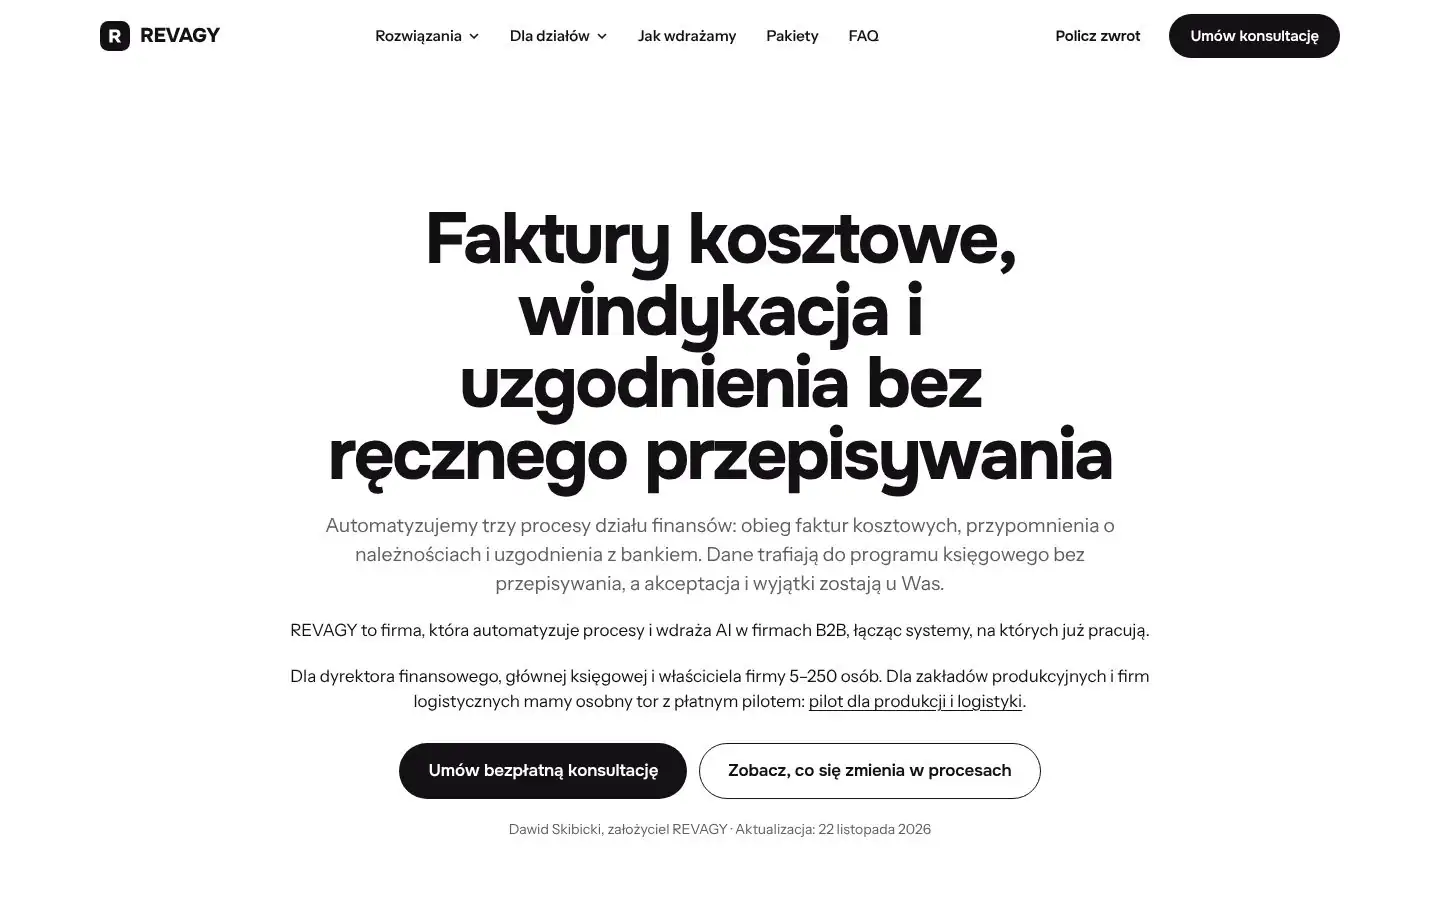 R REVAGY
Rozwiązania
Dla działów
Jak wdrażamy
Pakiety
FAQ
Policz zwrot
Umów konsultację
Faktury kosztowe,
windykacja i
uzgodnienia bez
ręcznego przepisywania
Automatyzujemy trzy procesy działu finansów: obieg faktur kosztowych, przypomnienia o
należnościach i uzgodnienia z bankiem. Dane trafiają do programu księgowego bez
przepisywania, a akceptacja i wyjątki zostają u Was.
REVAGY to firma, która automatyzuje procesy i wdraża AI w firmach B2B, łącząc systemy, na których już pracują.
Dla dyrektora finansowego, głównej księgowej i właściciela firmy 5–250 osób. Dla zakładów produkcyjnych i firm
logistycznych mamy osobny tor z płatnym pilotem: pilot dla produkcji i logistyki.
Umów bezpłatną konsultację
Zobacz, co się zmienia w procesach
Dawid Skibicki, założyciel REVAGY · Aktualizacja: 22 listopada 2026